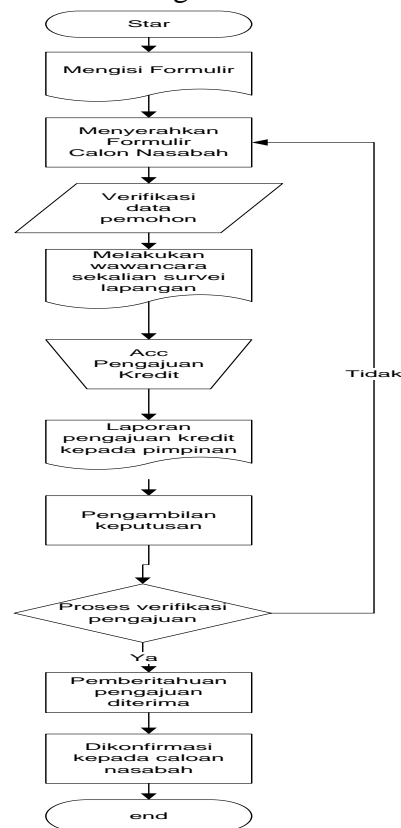 Star
Mengisi Formulir
Menyerahkan
Formulir
Calon Nasabah
Verifikasi
data
pemohon
Melakukan
wawancara
sekalian survei
lapangan
Acc
Pengajuan
Kredit
Tidak
Laporan
pengajuan kredit
kepada pimpinan
Pengambilan
keputusan
Proses verifikasi
pengajuan
Ya
Pemberitahuan
pengajuan
diterima
Dikonfirmasi
kepada caloan
nasabah
end